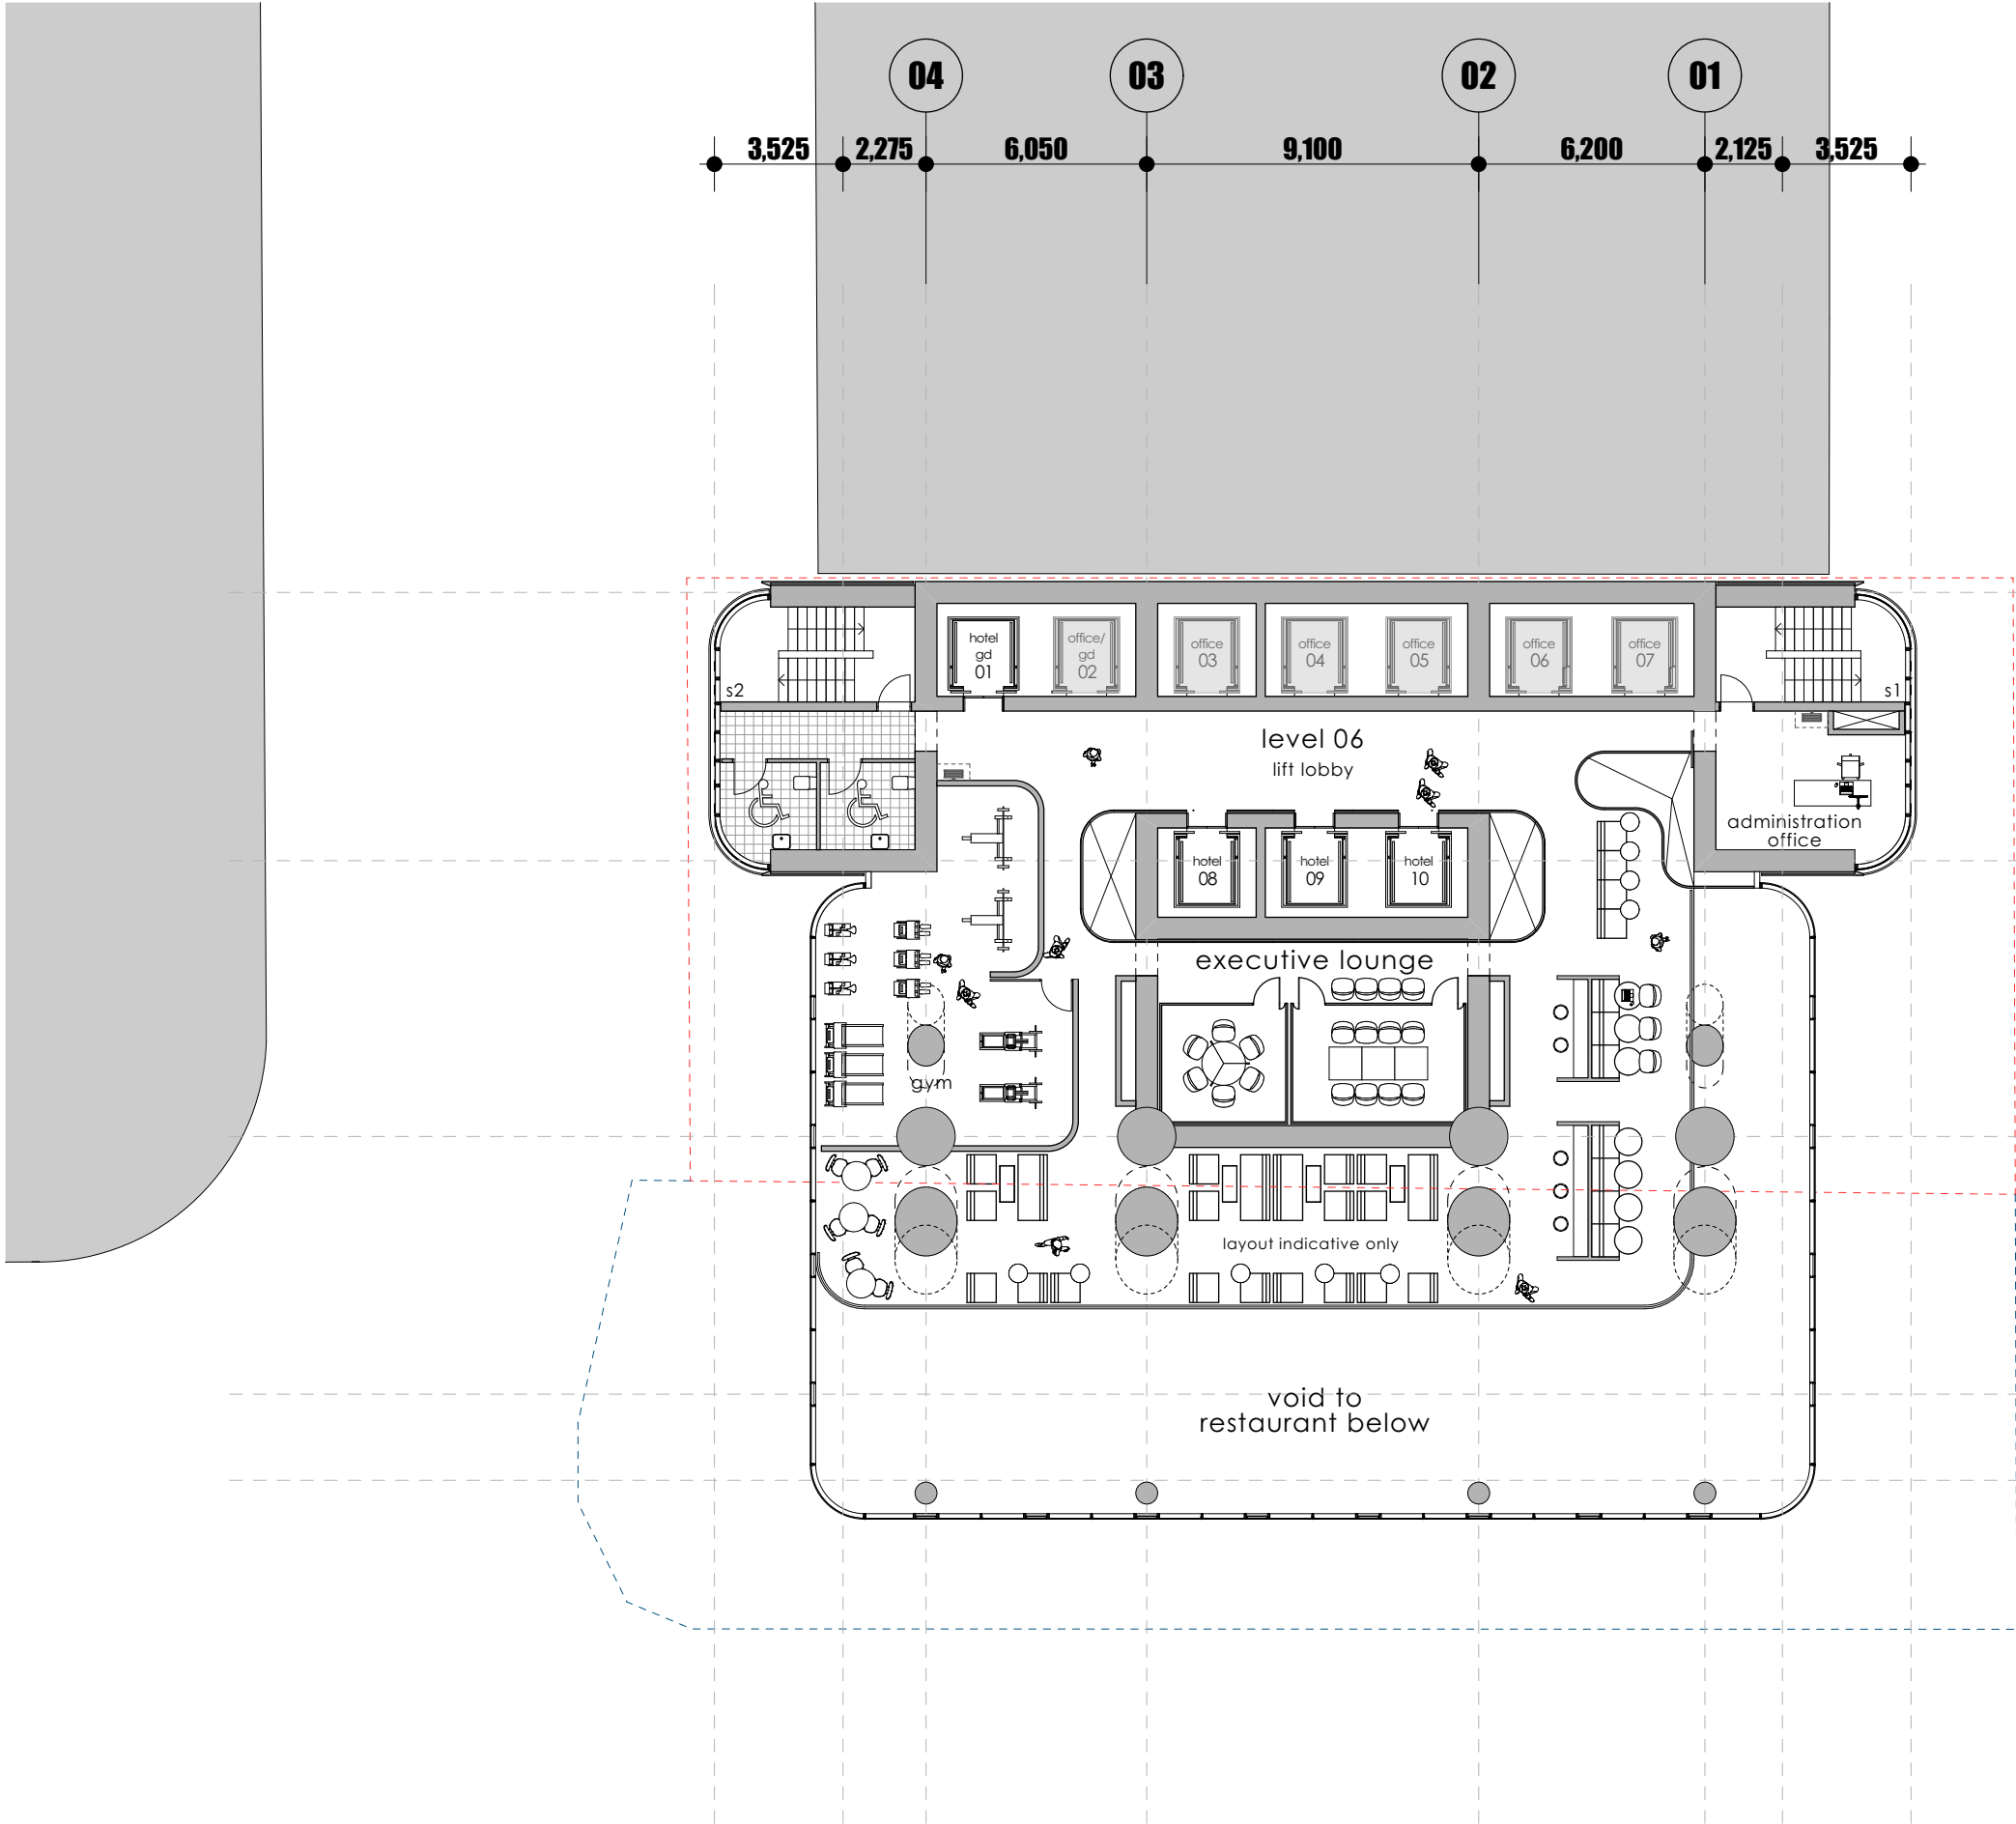 04 03 02 01
3,525 2,275 6,050 9,100 6,200 2,125 3,525
hotel
gd
01
office/
gd
02
office
03
office
04
office
05
office
06
office
07
s2
s1
level 06
lift lobby
administration
office
hotel
08
hotel
09
hotel
10
executive lounge
gym
layout indicative only
void to
restaurant below